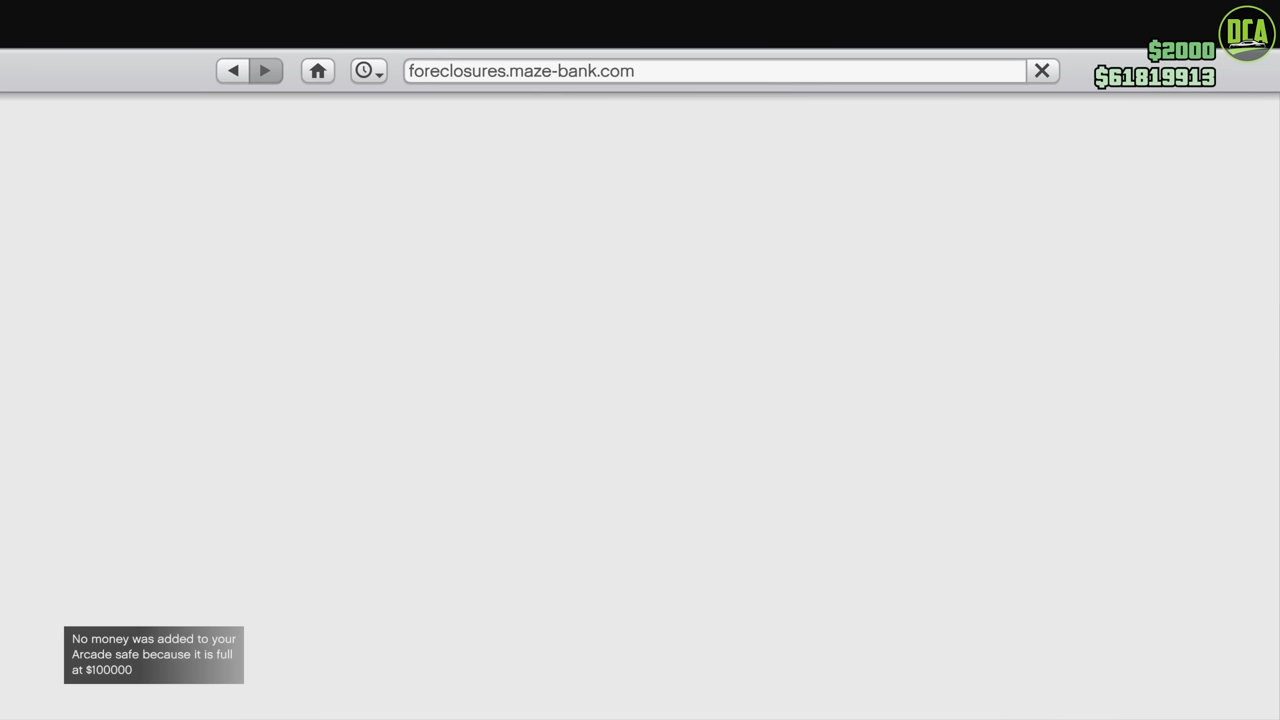 DCA
$2000
foreclosures.maze-bank.com
$61819913
No money was added to your
Arcade safe because it is full
at $100000